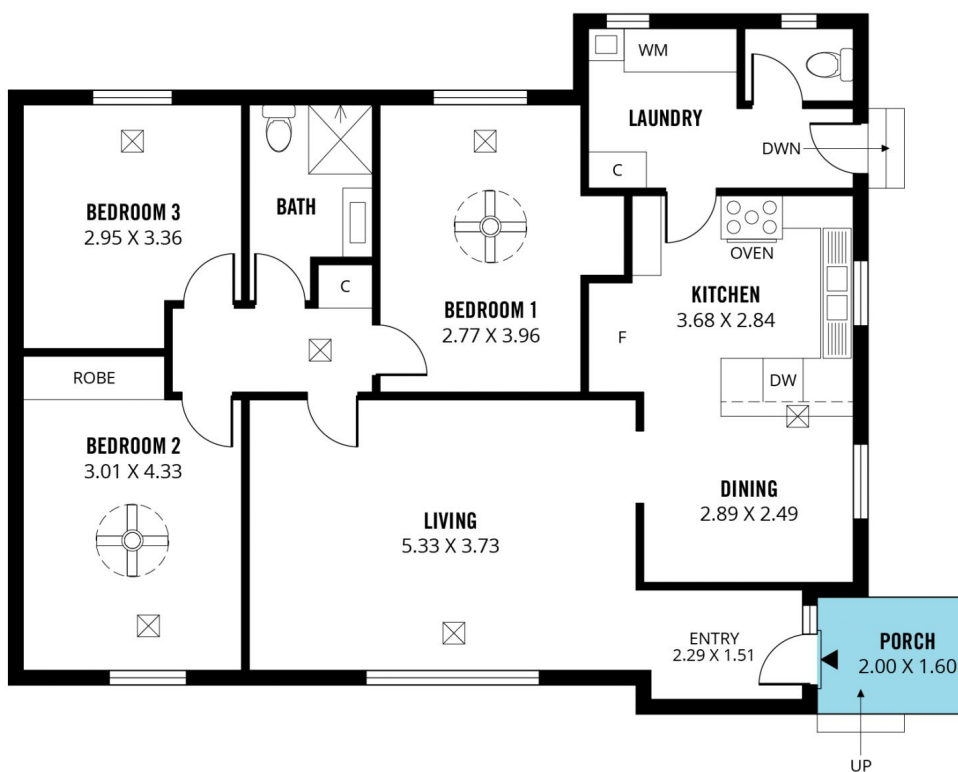 WM
LAUNDRY
DWN
C
BEDROOM 3
2.95 X 3.36
BATH
C
BEDROOM 1
2.77 X 3.96
OVEN
KITCHEN
3.68 X 2.84
F
DW
ROBE
BEDROOM 2
3.01 X 4.33
LIVING
5.33 X 3.73
DINING
2.89 X 2.49
ENTRY
2.29 X 1.51
PORCH
2.00 X 1.60
UP